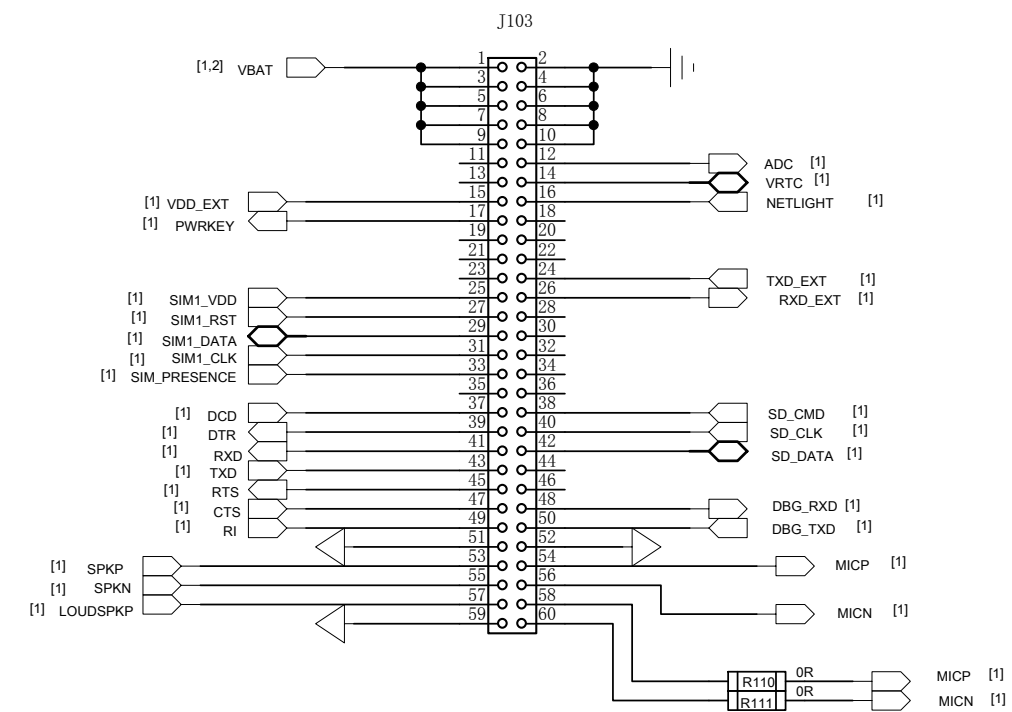 J103
[1,2] VBAT 1 2
3 4
5 6
7 8
9 10
11 12 ADC [1]
13 14 VRTC [1]
[1] VDD_EXT 15 16 NETLIGHT [1]
[1] PWRKEY 17 18
19 20
21 22
23 24 TXD_EXT [1]
[1] SIM1_VDD 25 26 RXD_EXT [1]
[1] SIM1_RST 27 28
[1] SIM1_DATA 29 30
[1] SIM1_CLK 31 32
[1] SIM_PRESENCE 33 34
35 36
[1] DCD 37 38 SD_CMD [1]
[1] DTR 39 40 SD_CLK [1]
[1] RXD 41 42 SD_DATA [1]
[1] TXD 43 44
[1] RTS 45 46
[1] CTS 47 48 DBG_RXD [1]
[1] RI 49 50 DBG_TXD [1]
51 52
[1] SPKP 53 54 MICP [1]
[1] SPKN 55 56
[1] LOUDSPKP 57 58 MICN [1]
59 60
R110 0R MICP [1]
R111 0R MICN [1]